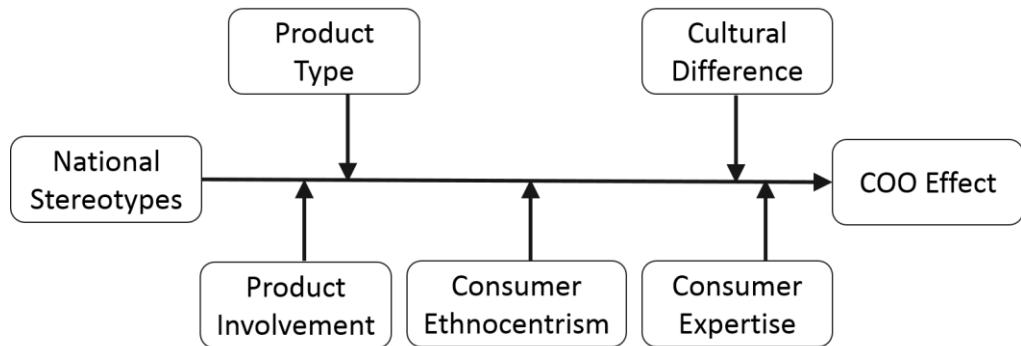 Product
Type
Cultural
Difference
National
Stereotypes
COO Effect
Product
Involvement
Consumer
Ethnocentrism
Consumer
Expertise